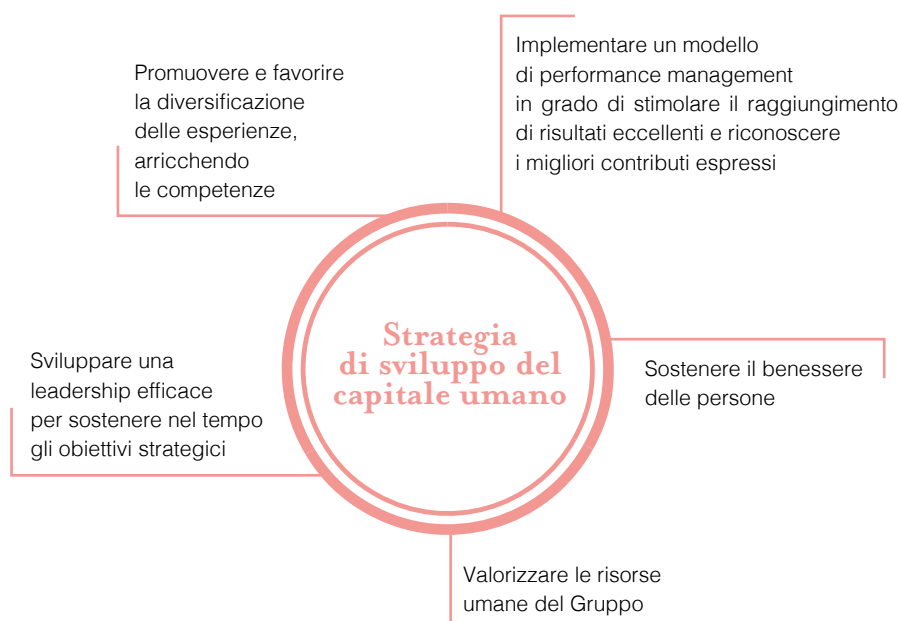 Promuovere e favorire
la diversificazione
delle esperienze,
arricchendo
le competenze
Implementare un modello
di performance management
in grado di stimolare il raggiungimento
di risultati eccellenti e riconoscere
i migliori contributi espressi
Strategia
di sviluppo del
capitale umano
Sviluppare una
leadership efficace
per sostenere nel tempo
gli obiettivi strategici
Sostenere il benessere
delle persone
Valorizzare le risorse
umane del Gruppo